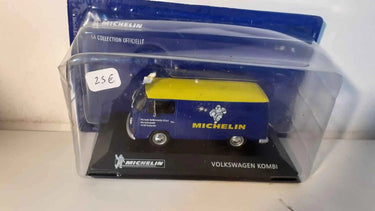 MICHELIN
LA COLLECTION OFFICIELLE
25€
MICHELIN
MICHELIN
VOLKSWAGEN KOMBI